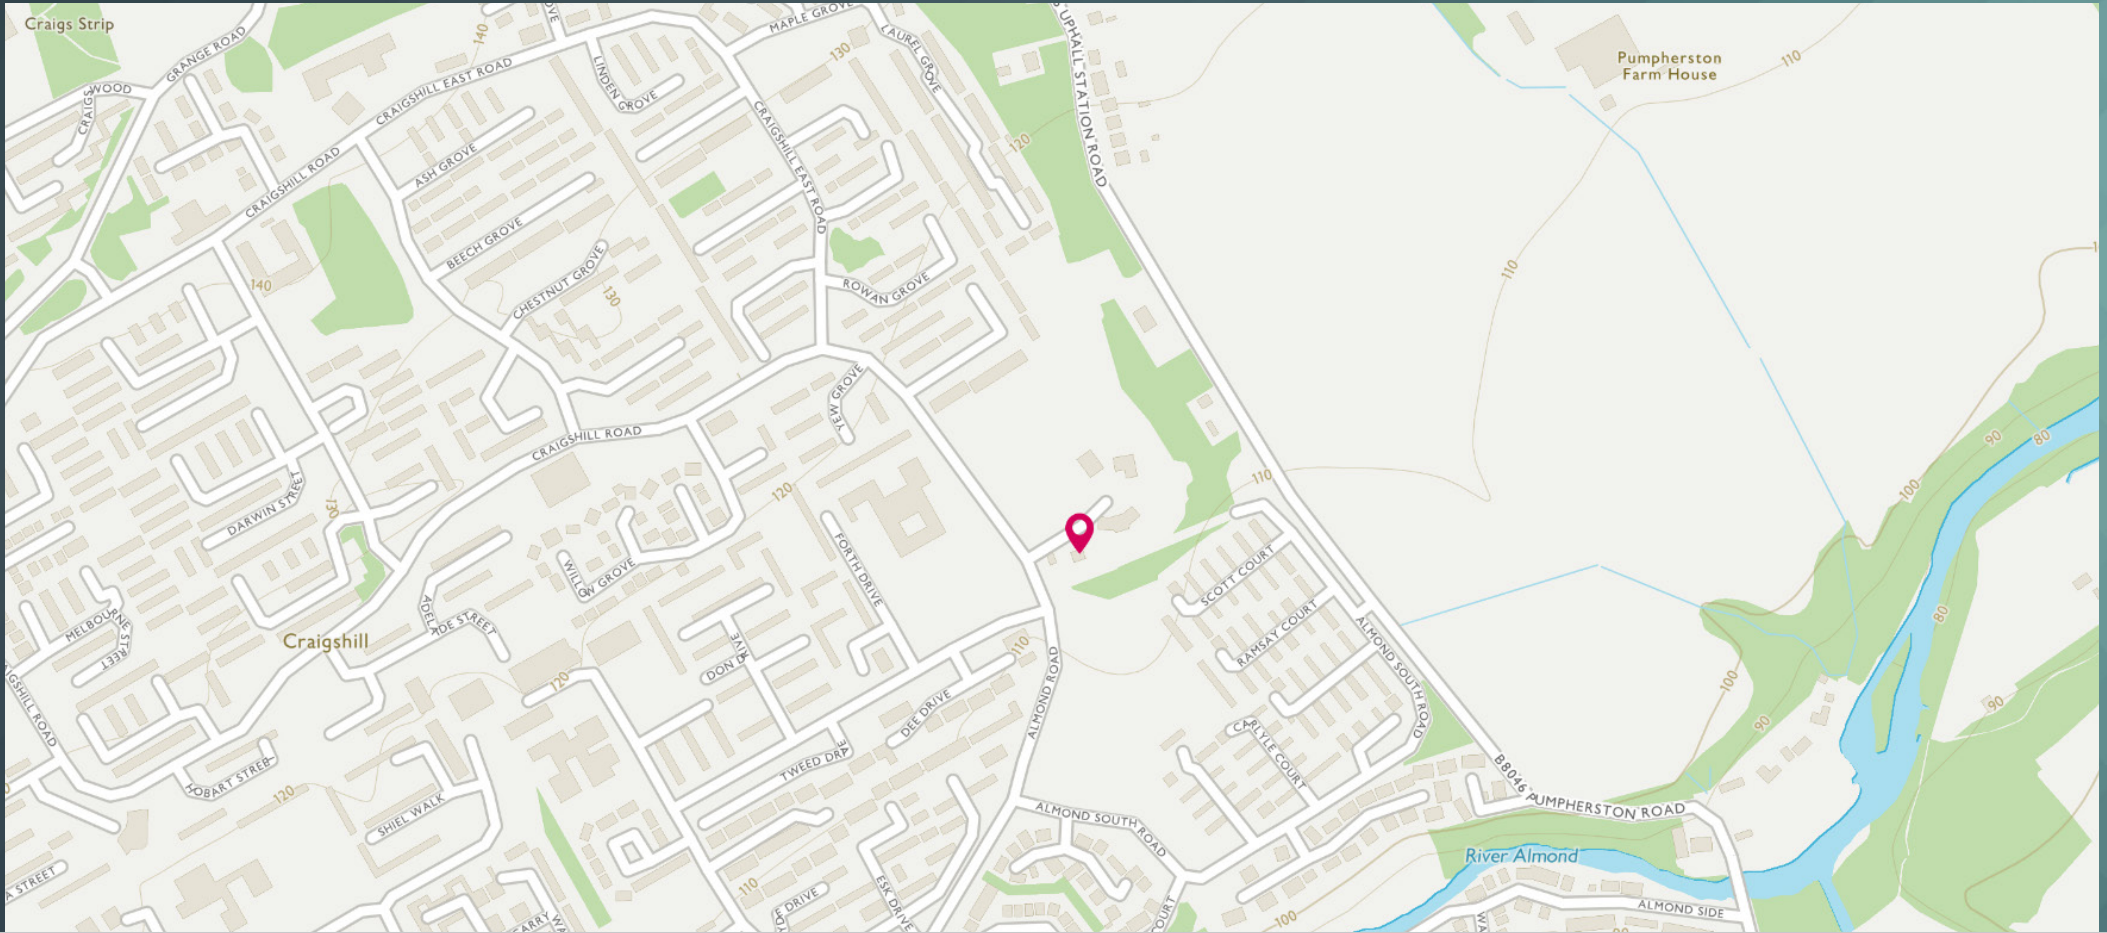 Craigs Strip
GRANGE ROAD
140
MAPLE GROVE
130
LAUREL GROVE
UPHALL STATION ROAD
Pumpherston
Farm House
110
CRAIGS
WOOD
CRAIGSHILL EAST ROAD
LINDEN GROVE
CRAIGSHILL EAST ROAD
120
CRAIGSHILL ROAD
ASH GROVE
BEECH GROVE
CHESTNUT GROVE
130
140
ROWAN GROVE
110
YEW GROVE
CRAIGSHILL ROAD
90
80
110
120
100
DARWIN STREET
130
FORTH DRIVE
WILLOW GROVE
SCOTT COURT
RAMSAY COURT
80
MELBOURNE STREET
ADELAIDE STREET
Craigshill
DON DRIVE
110
ALMOND ROAD
ALMOND SOUTH ROAD
120
100
90
90
DEE DRIVE
CARLYLE COURT
TWEED DR
HOBART STREET
120
SHIEL WALK
B8046 PUMPHERSTON ROAD
ALMOND SOUTH ROAD
River Almond
110
ESK DRIVE
A STREET
E DRIVE
COURT
100
ALMOND SIDE